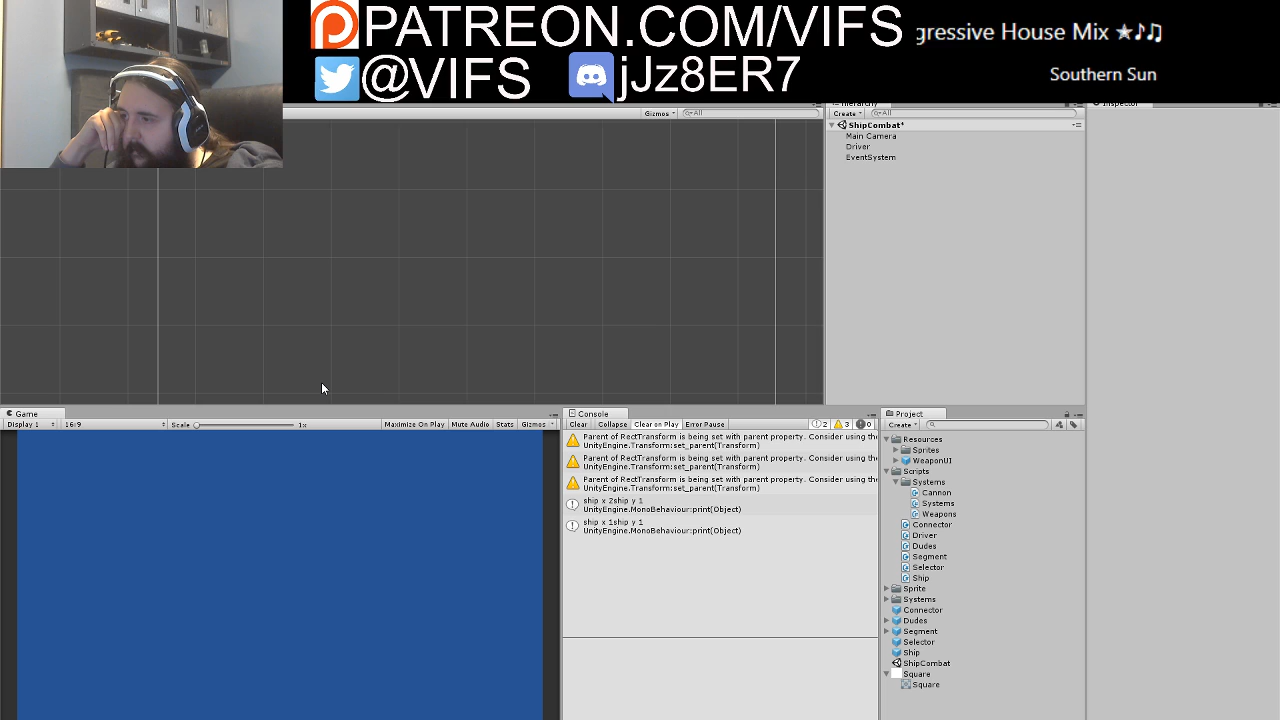 PATREON.COM/VIFS
gressive House Mix ★♪♫
@VIFS
jJz8ER7
Southern Sun
Gizmos
All
Create
All
ShipCombat*
Main Camera
Driver
EventSystem
Game
Display 1
16:9
Scale
1x
Maximize On Play
Mute Audio
Stats
Gizmos
Console
Clear
Collapse
Clear on Play
Error Pause
2
3
0
Parent of RectTransform is being set with parent property. Consider using the
UnityEngine.Transform:set_parent(Transform)
Parent of RectTransform is being set with parent property. Consider using the
UnityEngine.Transform:set_parent(Transform)
Parent of RectTransform is being set with parent property. Consider using the
UnityEngine.Transform:set_parent(Transform)
ship x 2ship y 1
UnityEngine.MonoBehaviour:print(Object)
ship x 1ship y 1
UnityEngine.MonoBehaviour:print(Object)
Project
Create
Resources
Sprites
WeaponUI
Scripts
Systems
Cannon
Systems
Weapons
Connector
Driver
Dudes
Segment
Selector
Ship
Sprite
Systems
Connector
Dudes
Segment
Selector
Ship
ShipCombat
Square
Square